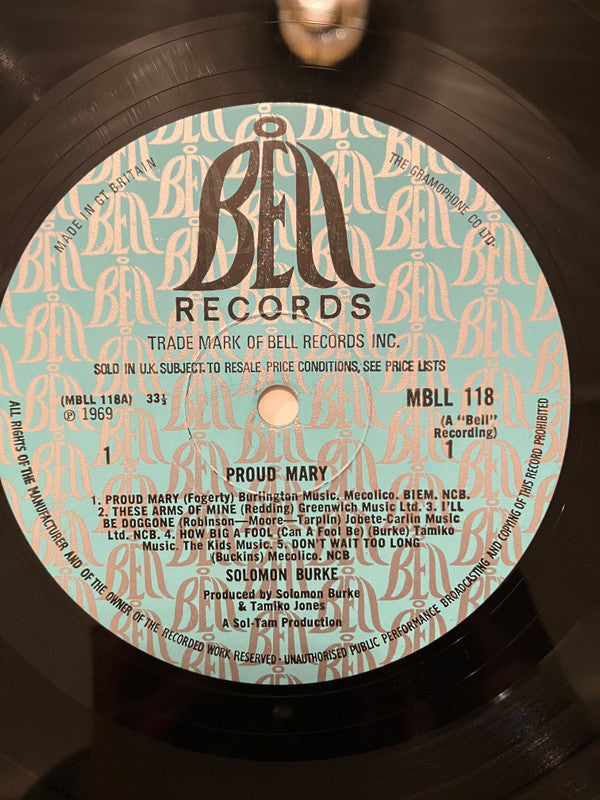 BELL
RECORDS
TRADE MARK OF BELL RECORDS INC.
SOLD IN U.K. SUBJECT TO RESALE PRICE CONDITIONS, SEE PRICE LISTS
MADE IN GT BRITAIN
THE GRAMOPHONE CO LTD·
(MBLL 118A) 33⅓
℗ 1969
1
MBLL 118
(A "Bell"
Recording)
1
PROUD MARY
1. PROUD MARY (Fogerty) Burlington Music. Mecolico. BIEM. NCB.
2. THESE ARMS OF MINE (Redding) Greenwich Music Ltd. 3. I'LL
BE DOGGONE (Robinson—Moore—Tarplin) Jobete-Carlin Music
Ltd. NCB. 4. HOW BIG A FOOL (Can A Fool Be) (Burke) Tamiko
Music. The Kids Music. 5. DON'T WAIT TOO LONG
(Buckins) Mecolico. NCB
SOLOMON BURKE
Produced by Solomon Burke
& Tamiko Jones
A Sol-Tam Production
ALL RIGHTS OF THE MANUFACTURER AND OF THE OWNER OF THE RECORDED WORK RESERVED · UNAUTHORISED PUBLIC PERFORMANCE BROADCASTING AND COPYING OF THIS RECORD PROHIBITED